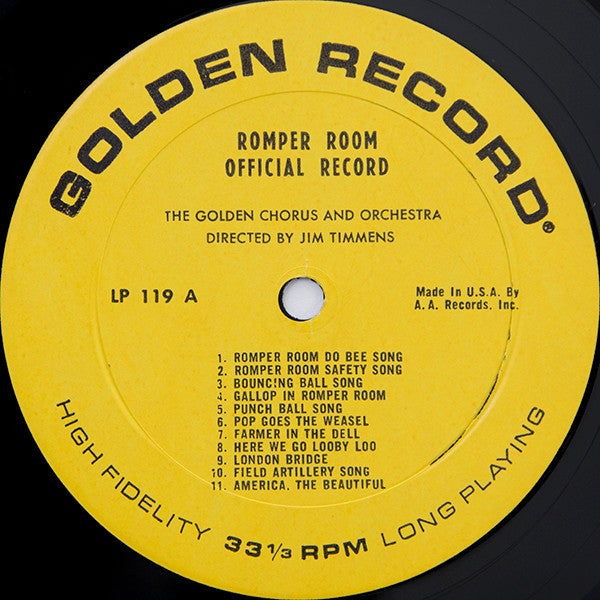 GOLDEN RECORD®
ROMPER ROOM
OFFICIAL RECORD
THE GOLDEN CHORUS AND ORCHESTRA
DIRECTED BY JIM TIMMENS
LP 119 A
Made In U.S.A. By
A. A. Records, Inc.
1. ROMPER ROOM DO BEE SONG
2. ROMPER ROOM SAFETY SONG
3. BOUNCING BALL SONG
4. GALLOP IN ROMPER ROOM
5. PUNCH BALL SONG
6. POP GOES THE WEASEL
7. FARMER IN THE DELL
8. HERE WE GO LOOBY LOO
9. LONDON BRIDGE
10. FIELD ARTILLERY SONG
11. AMERICA, THE BEAUTIFUL
HIGH FIDELITY 33 1/3 RPM LONG PLAYING